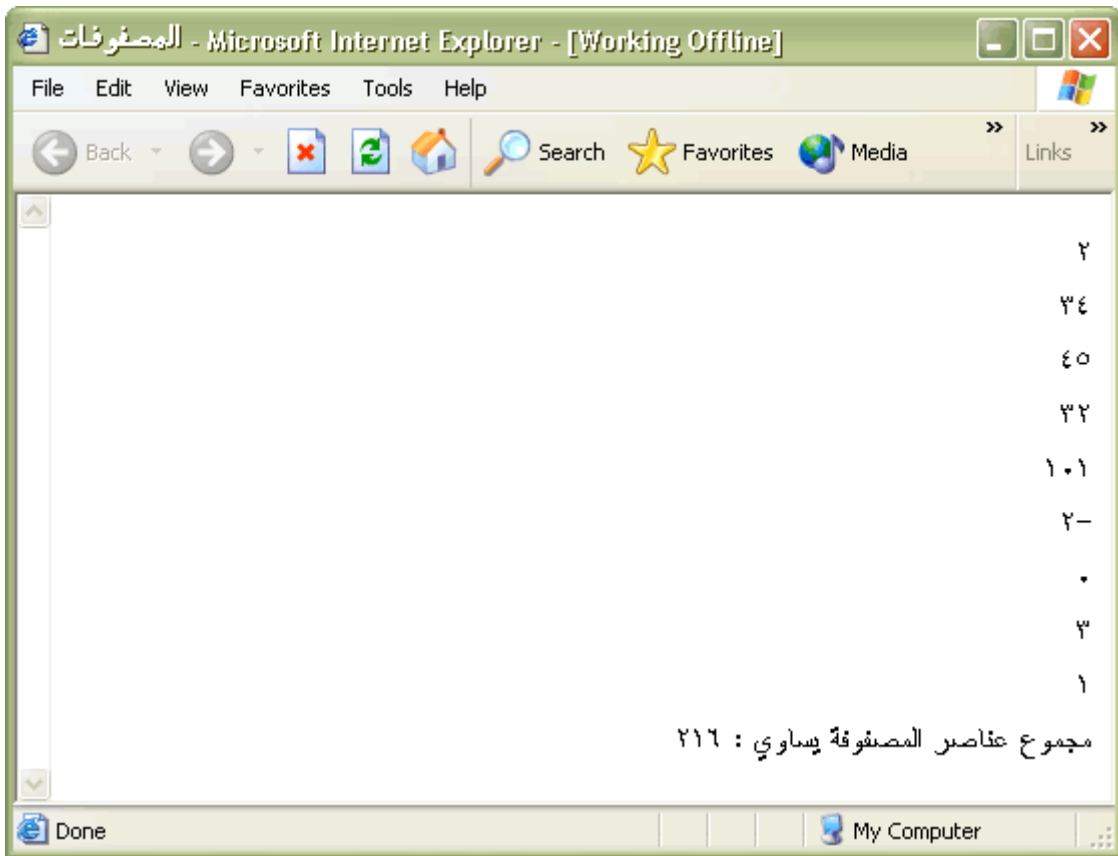 المصفوفات - Microsoft Internet Explorer - [Working Offline]
File Edit View Favorites Tools Help
Back Search Favorites Media » Links »
٢
٣٤
٤٥
٣٢
١٠١
٢-
٠
٣
١
مجموع عناصر المصفوفة يساوي : ٢١٦
Done My Computer